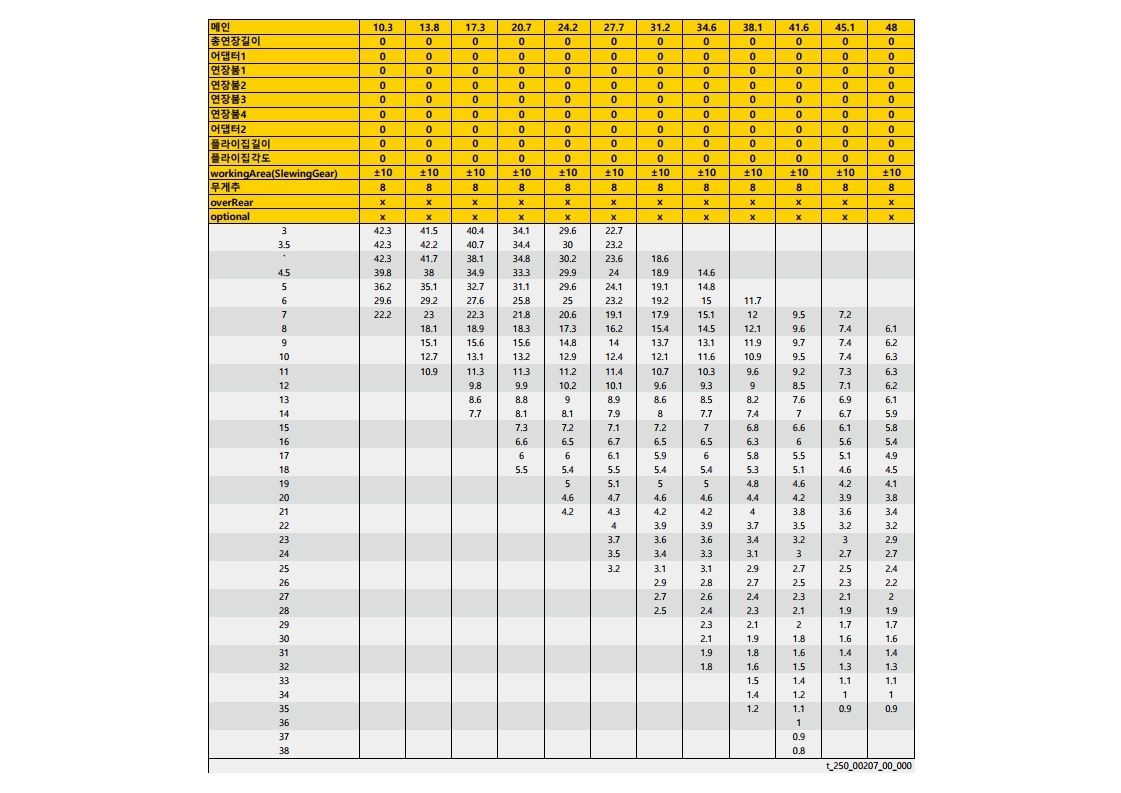 메인 10.3 13.8 17.3 20.7 24.2 27.7 31.2 34.6 38.1 41.6 45.1 48
총연장길이 0 0 0 0 0 0 0 0 0 0 0 0
어댑터1 0 0 0 0 0 0 0 0 0 0 0 0
연장붐1 0 0 0 0 0 0 0 0 0 0 0 0
연장붐2 0 0 0 0 0 0 0 0 0 0 0 0
연장붐3 0 0 0 0 0 0 0 0 0 0 0 0
연장붐4 0 0 0 0 0 0 0 0 0 0 0 0
어댑터2 0 0 0 0 0 0 0 0 0 0 0 0
플라이집길이 0 0 0 0 0 0 0 0 0 0 0 0
플라이집각도 0 0 0 0 0 0 0 0 0 0 0 0
workingArea(SlewingGear) ±10 ±10 ±10 ±10 ±10 ±10 ±10 ±10 ±10 ±10 ±10 ±10
무게추 8 8 8 8 8 8 8 8 8 8 8 8
overRear x x x x x x x x x x x x
optional x x x x x x x x x x x x
3 42.3 41.5 40.4 34.1 29.6 22.7
3.5 42.3 42.2 40.7 34.4 30 23.2
` 42.3 41.7 38.1 34.8 30.2 23.6 18.6
4.5 39.8 38 34.9 33.3 29.9 24 18.9 14.6
5 36.2 35.1 32.7 31.1 29.6 24.1 19.1 14.8
6 29.6 29.2 27.6 25.8 25 23.2 19.2 15 11.7
7 22.2 23 22.3 21.8 20.6 19.1 17.9 15.1 12 9.5 7.2
8 18.1 18.9 18.3 17.3 16.2 15.4 14.5 12.1 9.6 7.4 6.1
9 15.1 15.6 15.6 14.8 14 13.7 13.1 11.9 9.7 7.4 6.2
10 12.7 13.1 13.2 12.9 12.4 12.1 11.6 10.9 9.5 7.4 6.3
11 10.9 11.3 11.3 11.2 11.4 10.7 10.3 9.6 9.2 7.3 6.3
12 9.8 9.9 10.2 10.1 9.6 9.3 9 8.5 7.1 6.2
13 8.6 8.8 9 8.9 8.6 8.5 8.2 7.6 6.9 6.1
14 7.7 8.1 8.1 7.9 8 7.7 7.4 7 6.7 5.9
15 7.3 7.2 7.1 7.2 7 6.8 6.6 6.1 5.8
16 6.6 6.5 6.7 6.5 6.5 6.3 6 5.6 5.4
17 6 6 6.1 5.9 6 5.8 5.5 5.1 4.9
18 5.5 5.4 5.5 5.4 5.4 5.3 5.1 4.6 4.5
19 5 5.1 5 5 4.8 4.6 4.2 4.1
20 4.6 4.7 4.6 4.6 4.4 4.2 3.9 3.8
21 4.2 4.3 4.2 4.2 4 3.8 3.6 3.4
22 4 3.9 3.9 3.7 3.5 3.2 3.2
23 3.7 3.6 3.6 3.4 3.2 3 2.9
24 3.5 3.4 3.3 3.1 3 2.7 2.7
25 3.2 3.1 3.1 2.9 2.7 2.5 2.4
26 2.9 2.8 2.7 2.5 2.3 2.2
27 2.7 2.6 2.4 2.3 2.1 2
28 2.5 2.4 2.3 2.1 1.9 1.9
29 2.3 2.1 2 1.7 1.7
30 2.1 1.9 1.8 1.6 1.6
31 1.9 1.8 1.6 1.4 1.4
32 1.8 1.6 1.5 1.3 1.3
33 1.5 1.4 1.1 1.1
34 1.4 1.2 1 1
35 1.2 1.1 0.9 0.9
36 1
37 0.9
38 0.8
t_250_00207_00_000